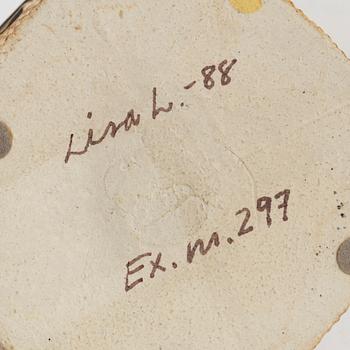 Lisa L. -88
Ex. m. 297